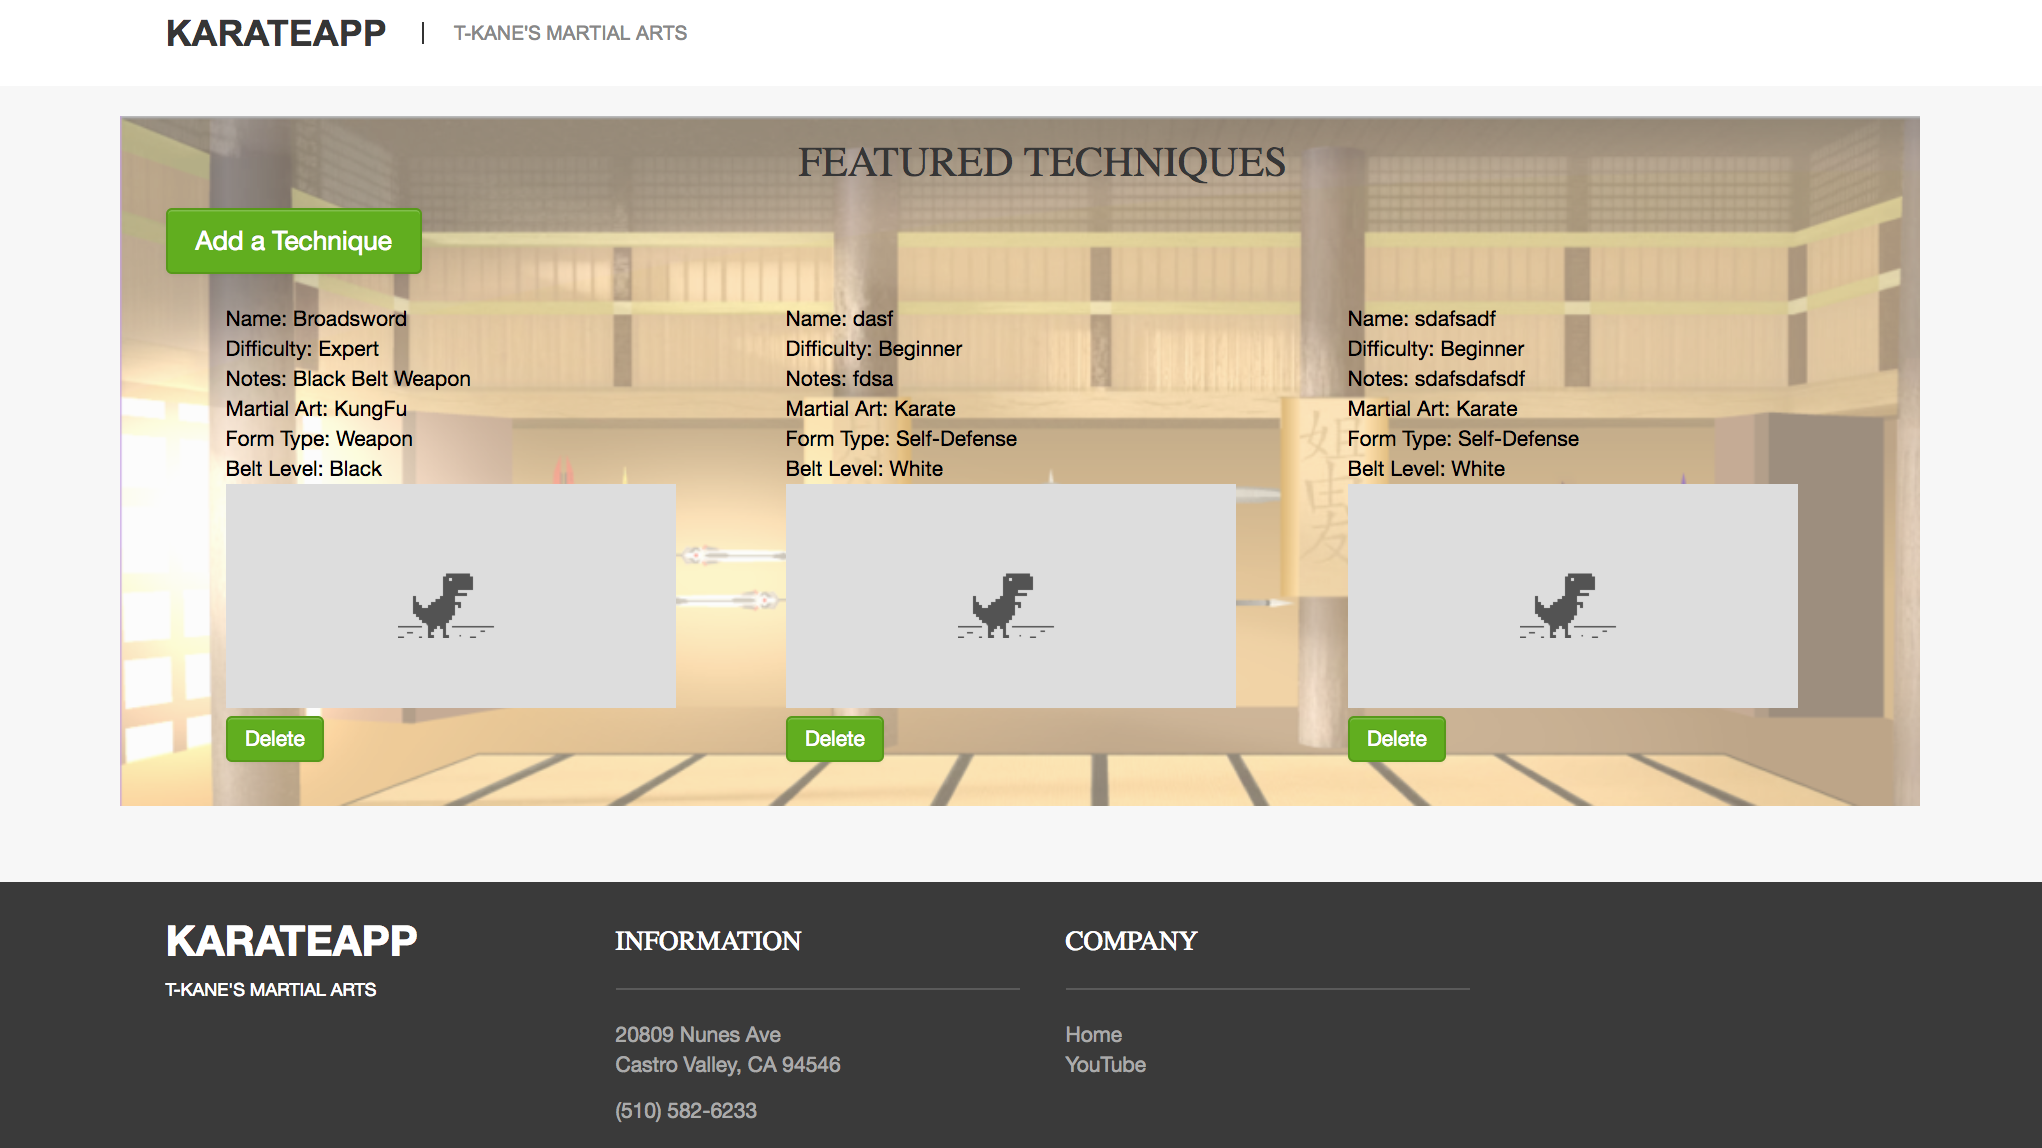 KARATEAPP
T-KANE'S MARTIAL ARTS
FEATURED TECHNIQUES
Add a Technique
Name: Broadsword
Difficulty: Expert
Notes: Black Belt Weapon
Martial Art: KungFu
Form Type: Weapon
Belt Level: Black
Delete
Name: dasf
Difficulty: Beginner
Notes: fdsa
Martial Art: Karate
Form Type: Self-Defense
Belt Level: White
Delete
Name: sdafsadf
Difficulty: Beginner
Notes: sdafsdafsdf
Martial Art: Karate
Form Type: Self-Defense
Belt Level: White
Delete
姐
由
友
KARATEAPP
T-KANE'S MARTIAL ARTS
INFORMATION
20809 Nunes Ave
Castro Valley, CA 94546
(510) 582-6233
COMPANY
Home
YouTube